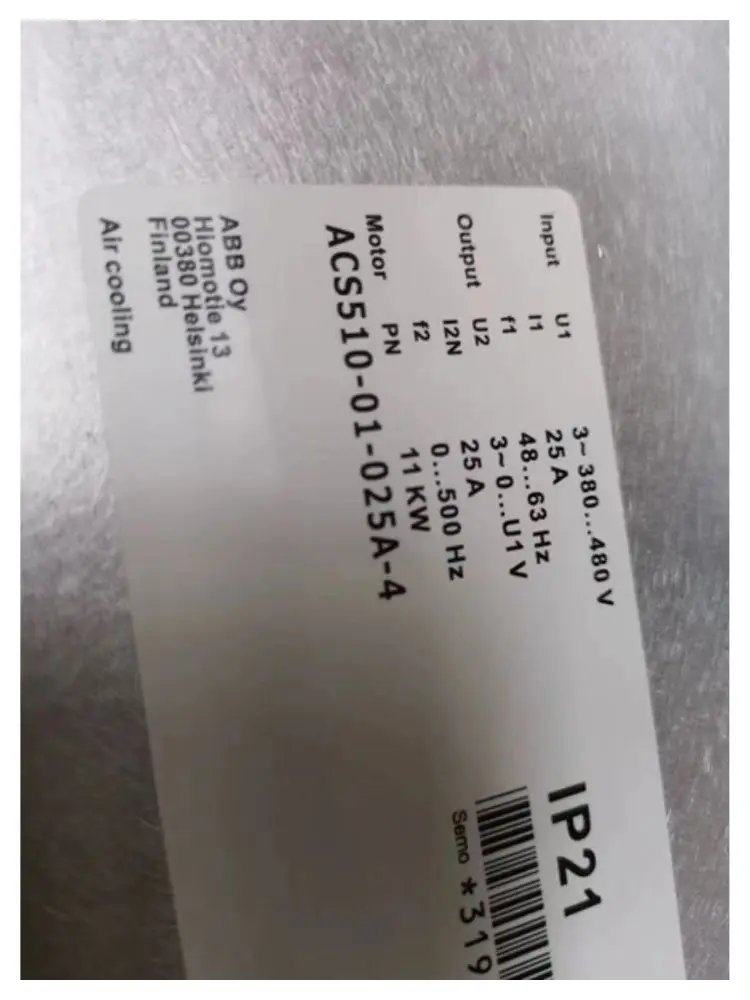 Input U1 3~ 380...480 V
I1 25 A
f1 48...63 Hz
Output U2 3~ 0...U1 V
I2N 25 A
f2 0...500 Hz
Motor PN 11 KW
ACS510-01-025A-4
ABB Oy
Hiomotie 13
00380 Helsinki
Finland
Air cooling
IP21
Serno *319